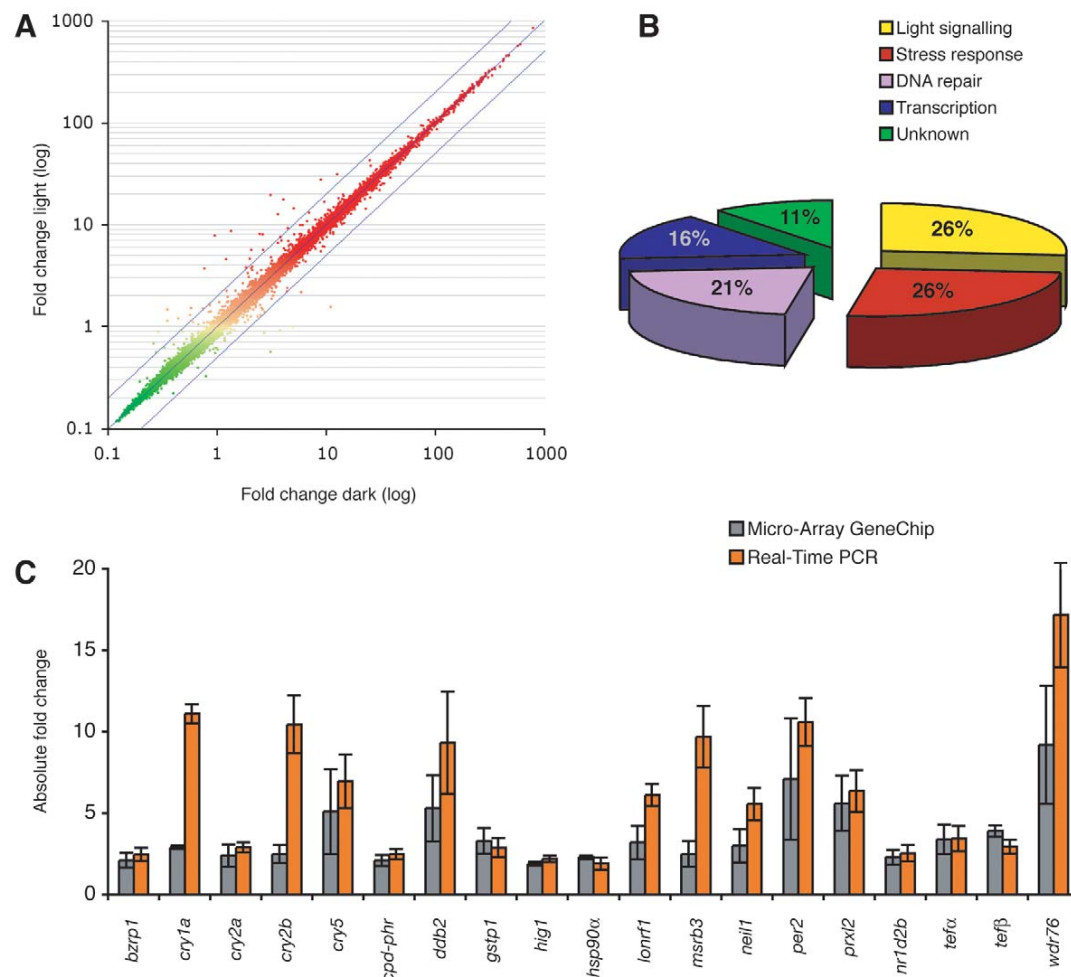 A
1000
100
10
1
0.1
Fold change light (log)
0.1 1 10 100 1000
Fold change dark (log)
B
Light signalling
Stress response
DNA repair
Transcription
Unknown
11%
26%
16%
21%
26%
C
Micro-Array GeneChip
Real-Time PCR
20
15
10
5
0
Absolute fold change
bzrp1
cry1a
cry2a
cry2b
cry5
cpd-phr
ddb2
gstp1
hig1
hsp90α
lonrf1
msrb3
neil1
per2
prxl2
nr1d2b
tefα
tefβ
wdr76